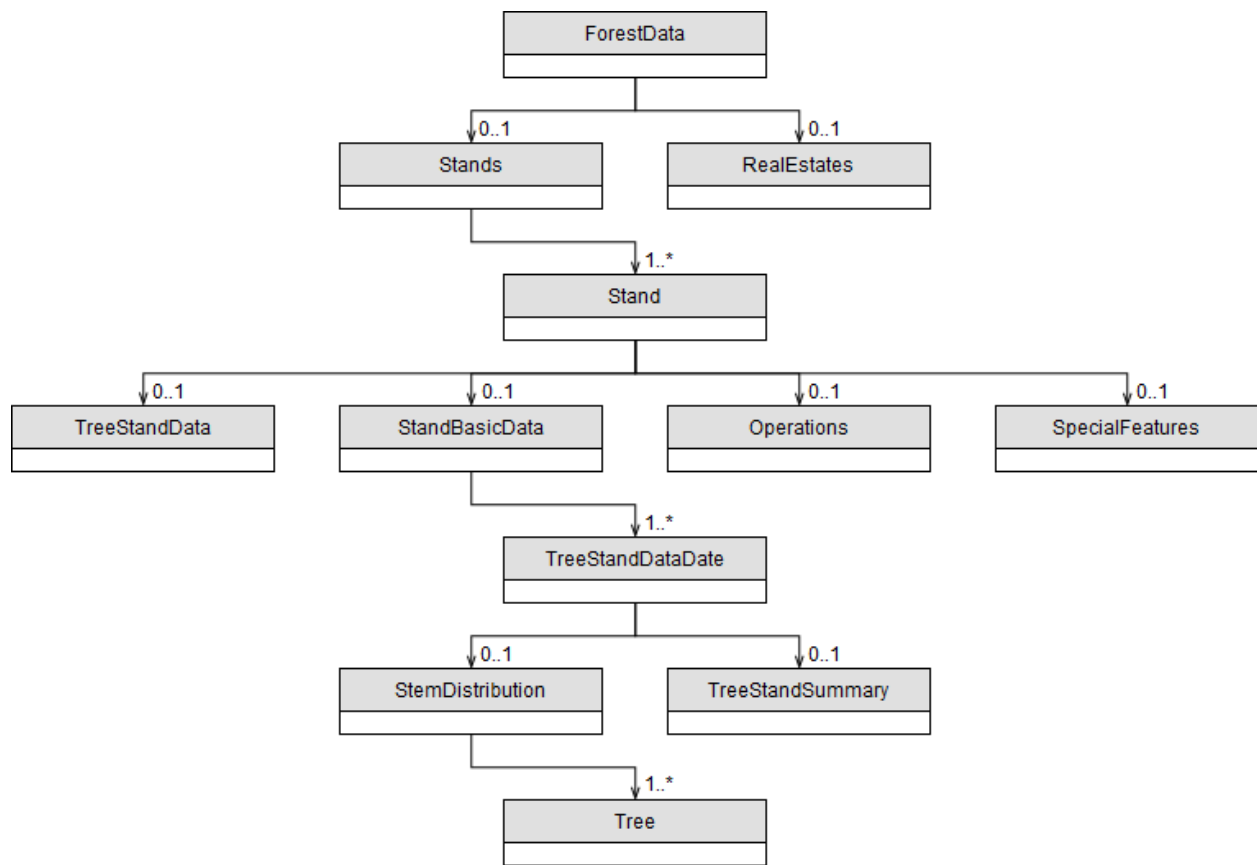 ForestData
0..1
0..1
Stands
RealEstates
1..*
Stand
0..1
0..1
0..1
0..1
TreeStandData
StandBasicData
Operations
SpecialFeatures
1..*
TreeStandDataDate
0..1
0..1
StemDistribution
TreeStandSummary
1..*
Tree